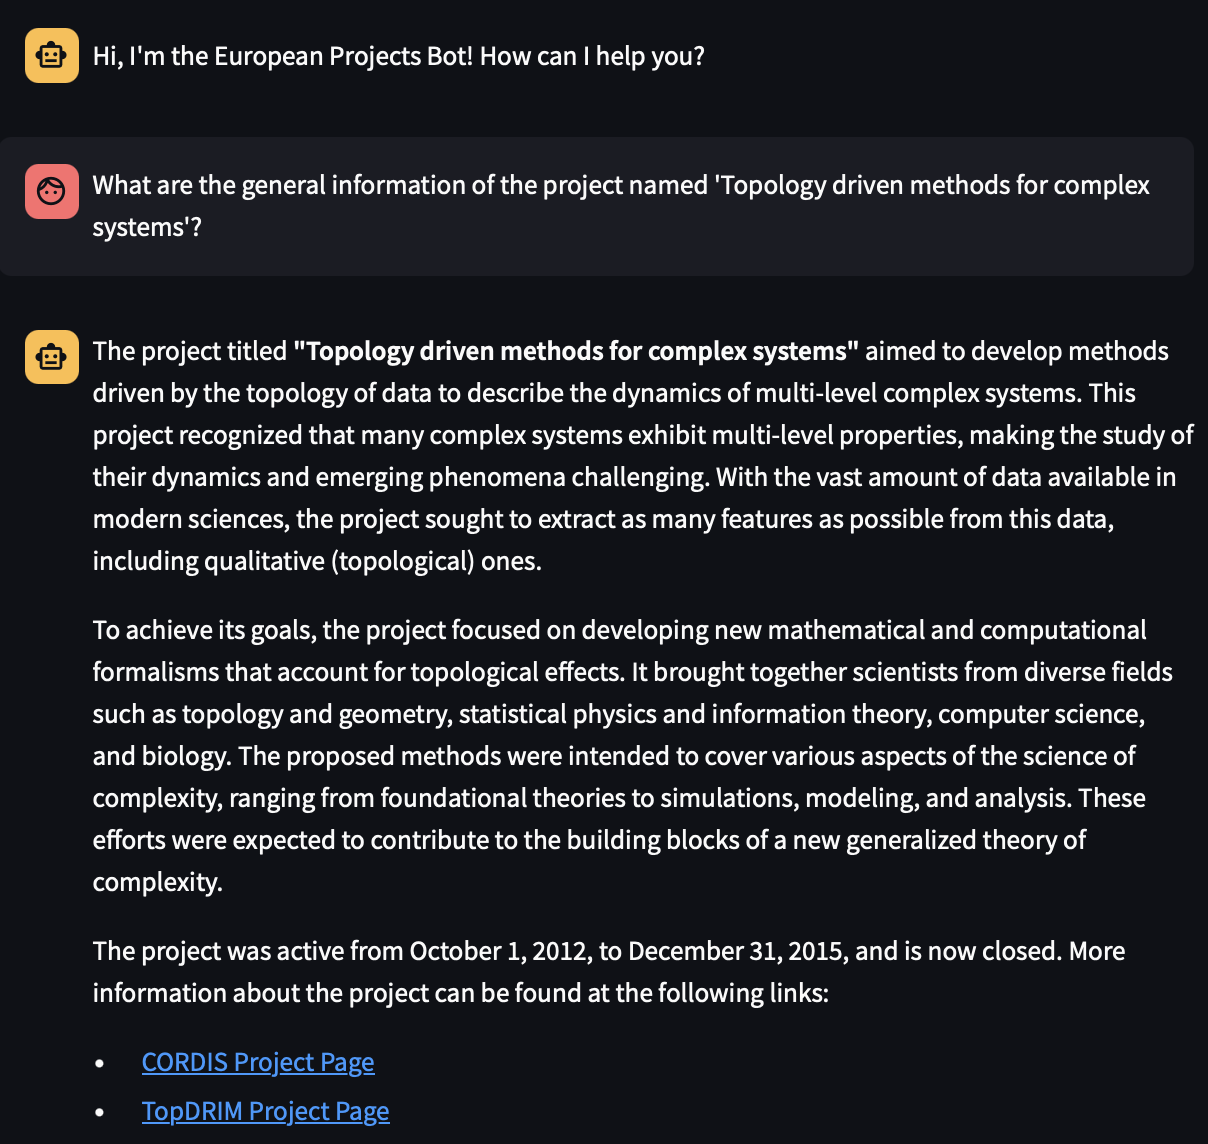 Hi, I'm the European Projects Bot! How can I help you?
What are the general information of the project named 'Topology driven methods for complex
systems'?
The project titled "Topology driven methods for complex systems" aimed to develop methods
driven by the topology of data to describe the dynamics of multi-level complex systems. This
project recognized that many complex systems exhibit multi-level properties, making the study of
their dynamics and emerging phenomena challenging. With the vast amount of data available in
modern sciences, the project sought to extract as many features as possible from this data,
including qualitative (topological) ones.
To achieve its goals, the project focused on developing new mathematical and computational
formalisms that account for topological effects. It brought together scientists from diverse fields
such as topology and geometry, statistical physics and information theory, computer science,
and biology. The proposed methods were intended to cover various aspects of the science of
complexity, ranging from foundational theories to simulations, modeling, and analysis. These
efforts were expected to contribute to the building blocks of a new generalized theory of
complexity.
The project was active from October 1, 2012, to December 31, 2015, and is now closed. More
information about the project can be found at the following links:
• CORDIS Project Page
• TopDRIM Project Page